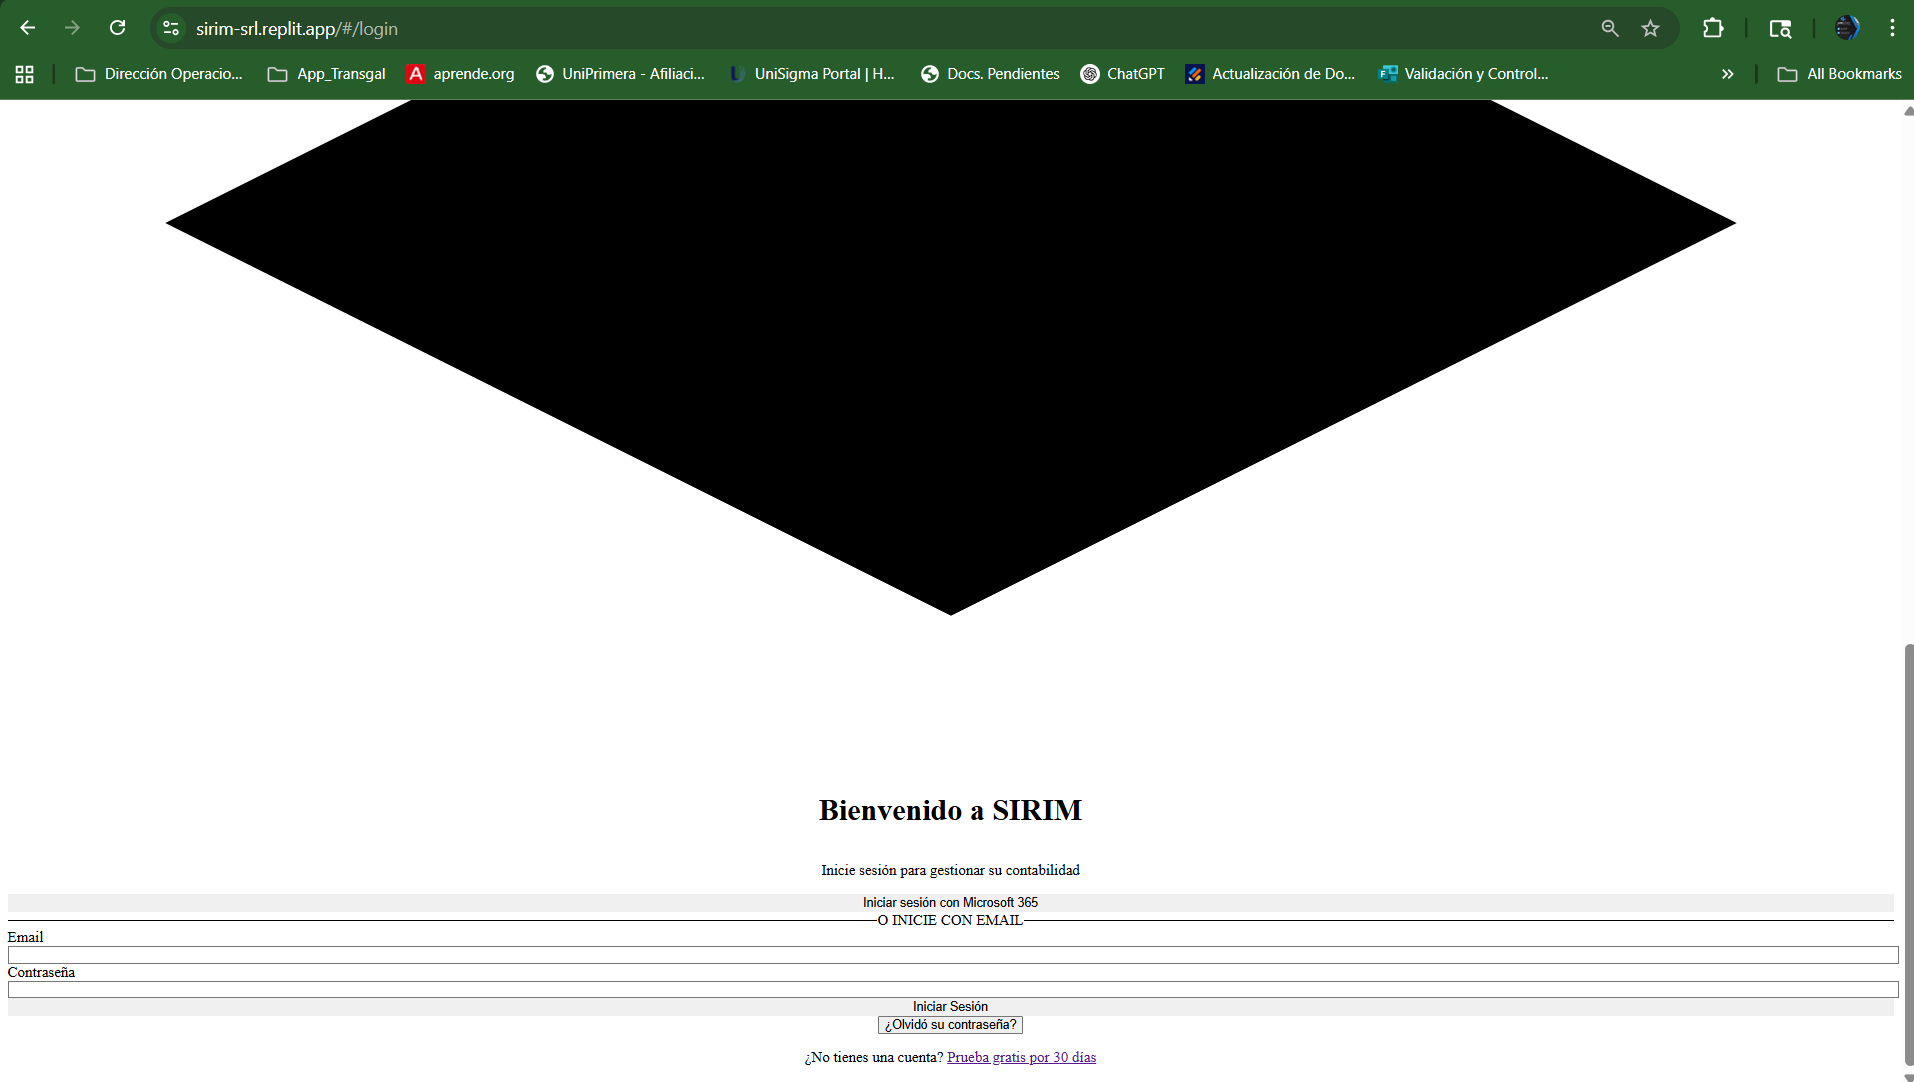 sirim-srl.replit.app/#/login
Dirección Operacio... App_Transgal aprende.org UniPrimera - Afiliaci... UniSigma Portal | H... Docs. Pendientes ChatGPT Actualización de Do... Validación y Control... » All Bookmarks
Bienvenido a SIRIM
Inicie sesión para gestionar su contabilidad
Iniciar sesión con Microsoft 365
O INICIE CON EMAIL
Email
Contraseña
Iniciar Sesión
¿Olvidó su contraseña?
¿No tienes una cuenta? Prueba gratis por 30 días